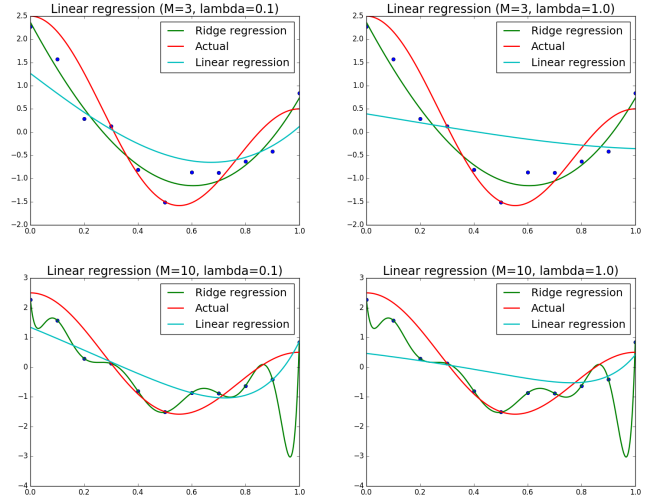 Linear regression (M=3, lambda=0.1)
2.5
2.0
1.5
1.0
0.5
0.0
−0.5
−1.0
−1.5
−2.0
0.0 0.2 0.4 0.6 0.8 1.0
Ridge regression
Actual
Linear regression
Linear regression (M=3, lambda=1.0)
2.5
2.0
1.5
1.0
0.5
0.0
−0.5
−1.0
−1.5
−2.0
0.0 0.2 0.4 0.6 0.8 1.0
Ridge regression
Actual
Linear regression
Linear regression (M=10, lambda=0.1)
3
2
1
0
−1
−2
−3
−4
0.0 0.2 0.4 0.6 0.8 1.0
Ridge regression
Actual
Linear regression
Linear regression (M=10, lambda=1.0)
3
2
1
0
−1
−2
−3
−4
0.0 0.2 0.4 0.6 0.8 1.0
Ridge regression
Actual
Linear regression